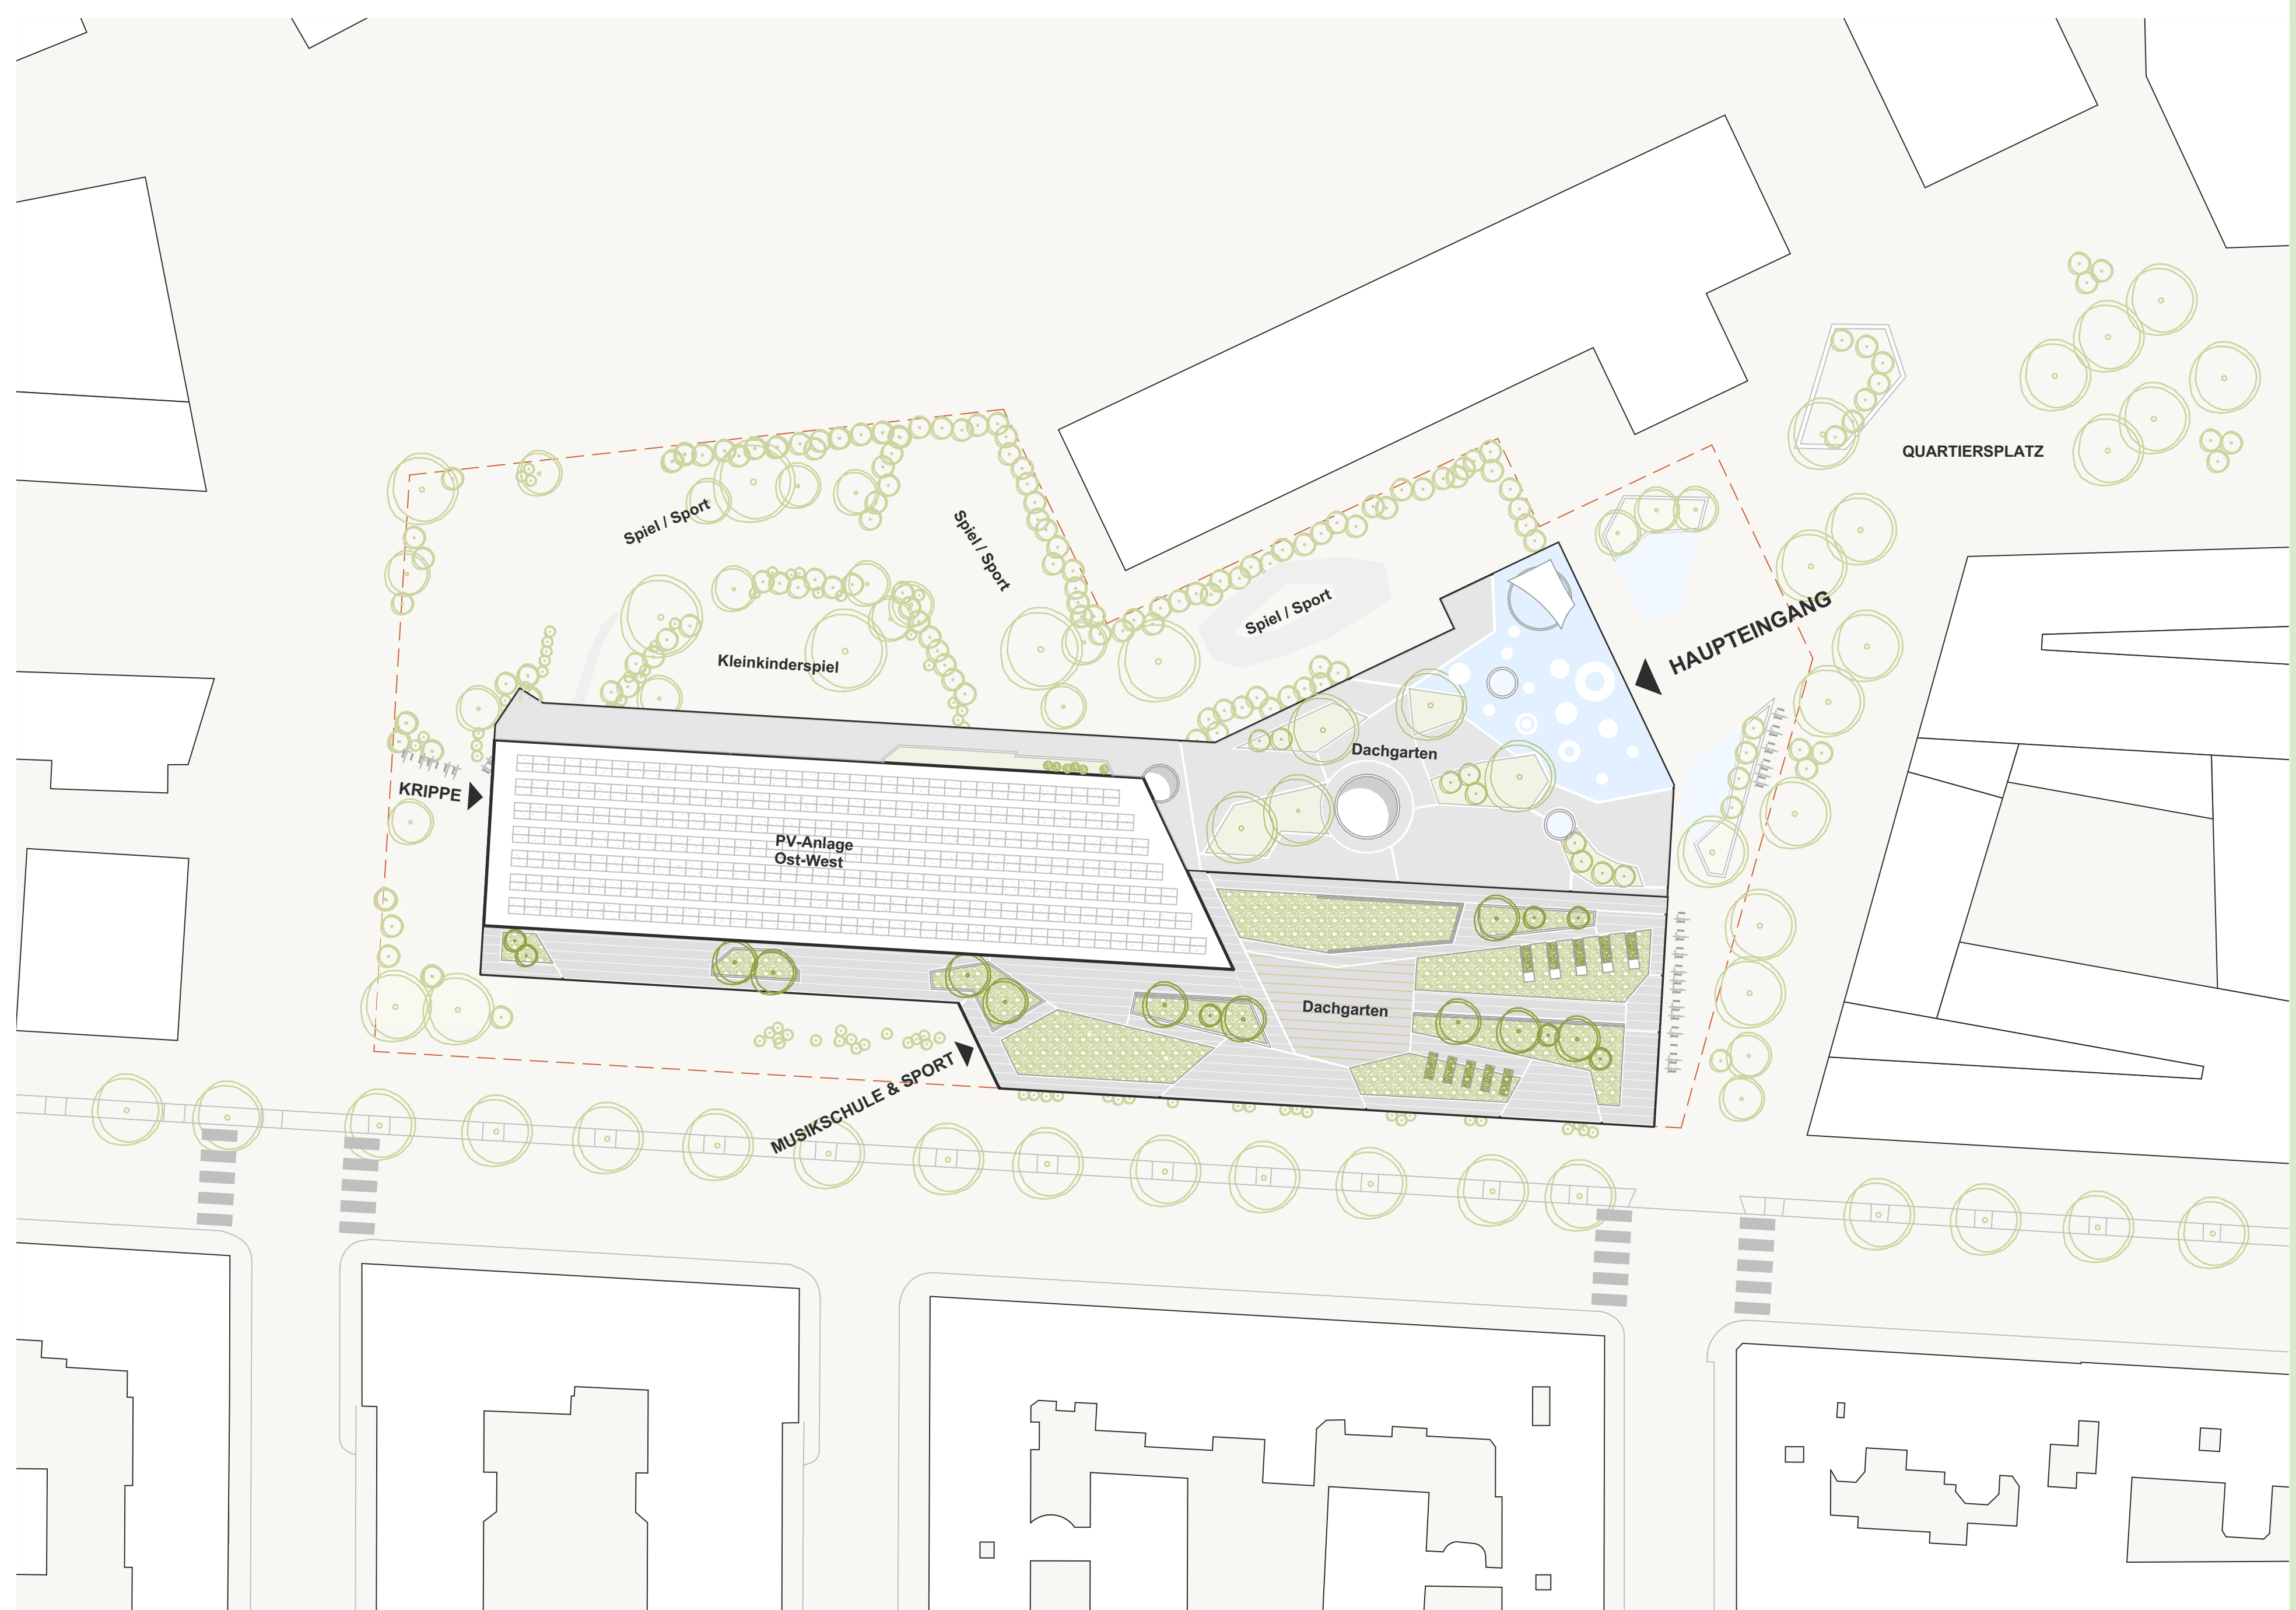 QUARTIERSPLATZ
Spiel / Sport
Spiel / Sport
Spiel / Sport
HAUPTEINGANG
Kleinkinderspiel
Dachgarten
KRIPPE
PV-Anlage
Ost-West
Dachgarten
MUSIKSCHULE & SPORT